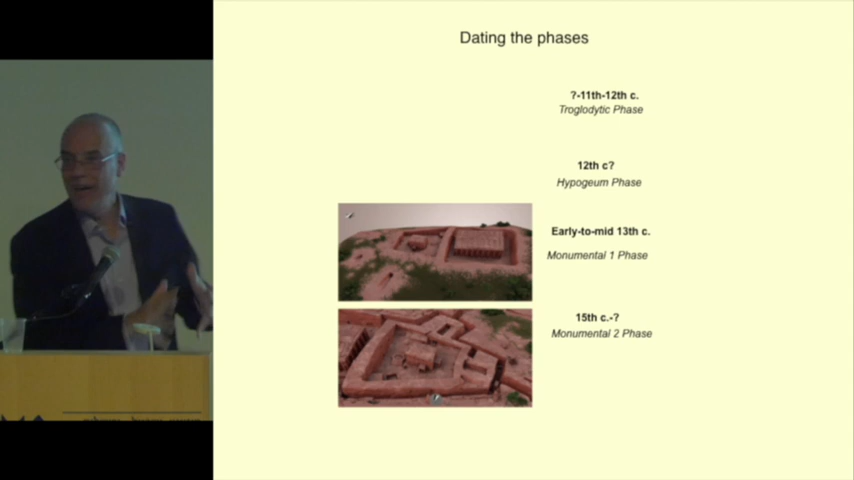 Dating the phases
?-11th-12th c.
Troglodytic Phase
12th c?
Hypogeum Phase
Early-to-mid 13th c.
Monumental 1 Phase
15th c.-?
Monumental 2 Phase